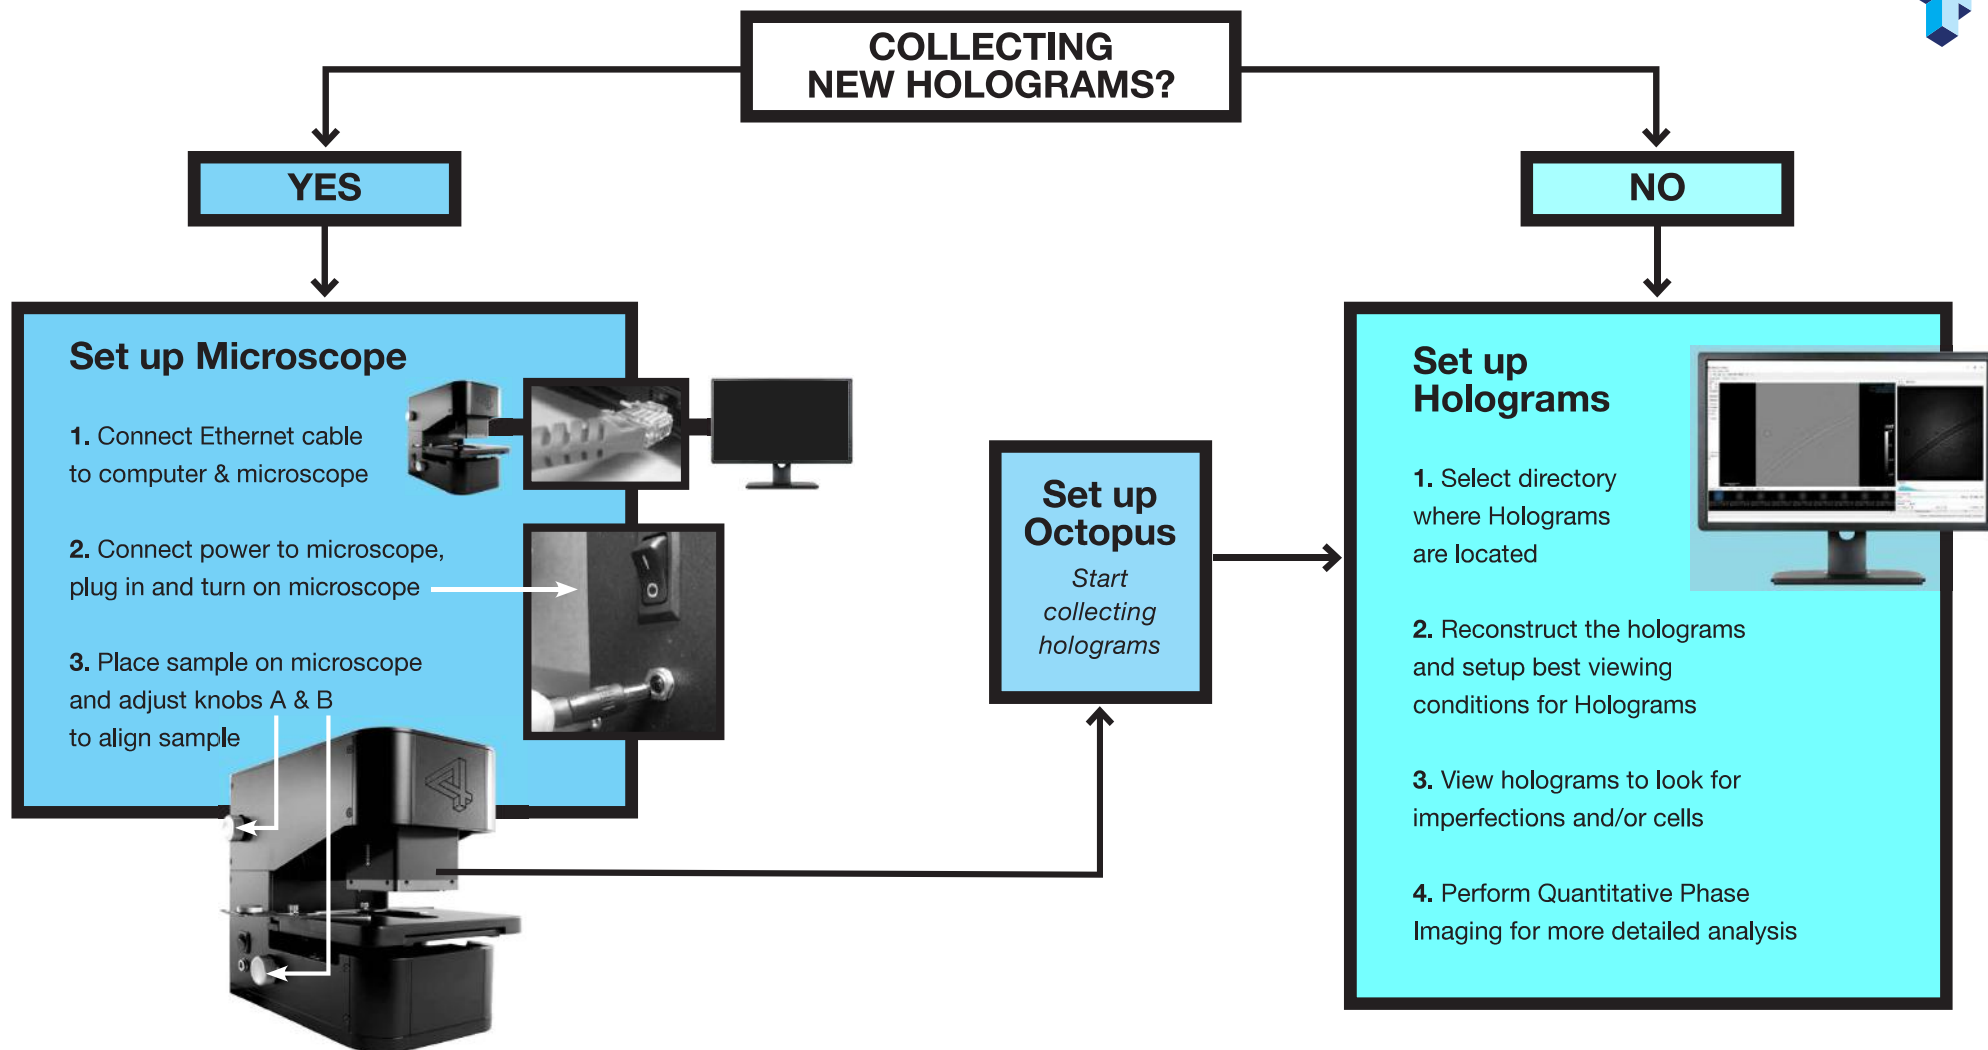 COLLECTING
NEW HOLOGRAMS?
YES
NO
Set up Microscope
1. Connect Ethernet cable
to computer & microscope
2. Connect power to microscope,
plug in and turn on microscope
3. Place sample on microscope
and adjust knobs A & B
to align sample
Set up
Octopus
Start
collecting
holograms
Set up
Holograms
1. Select directory
where Holograms
are located
2. Reconstruct the holograms
and setup best viewing
conditions for Holograms
3. View holograms to look for
imperfections and/or cells
4. Perform Quantitative Phase
Imaging for more detailed analysis